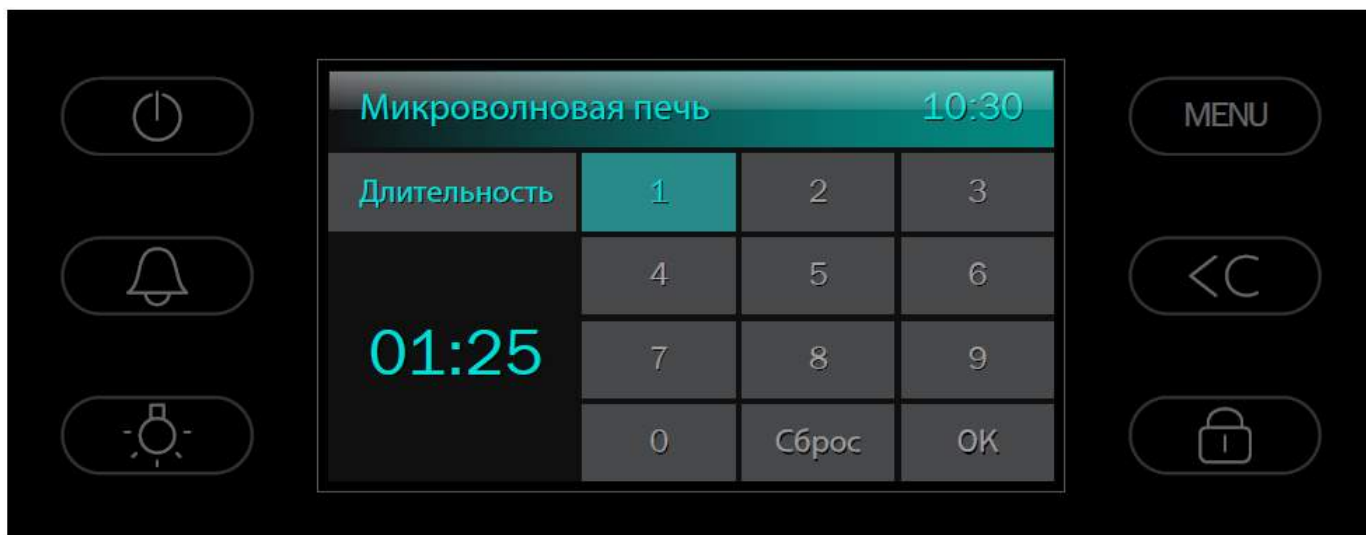 Микроволновая печь 10:30
MENU
Длительность 1 2 3
4 5 6
<C
01:25 7 8 9
0 Сброс OK